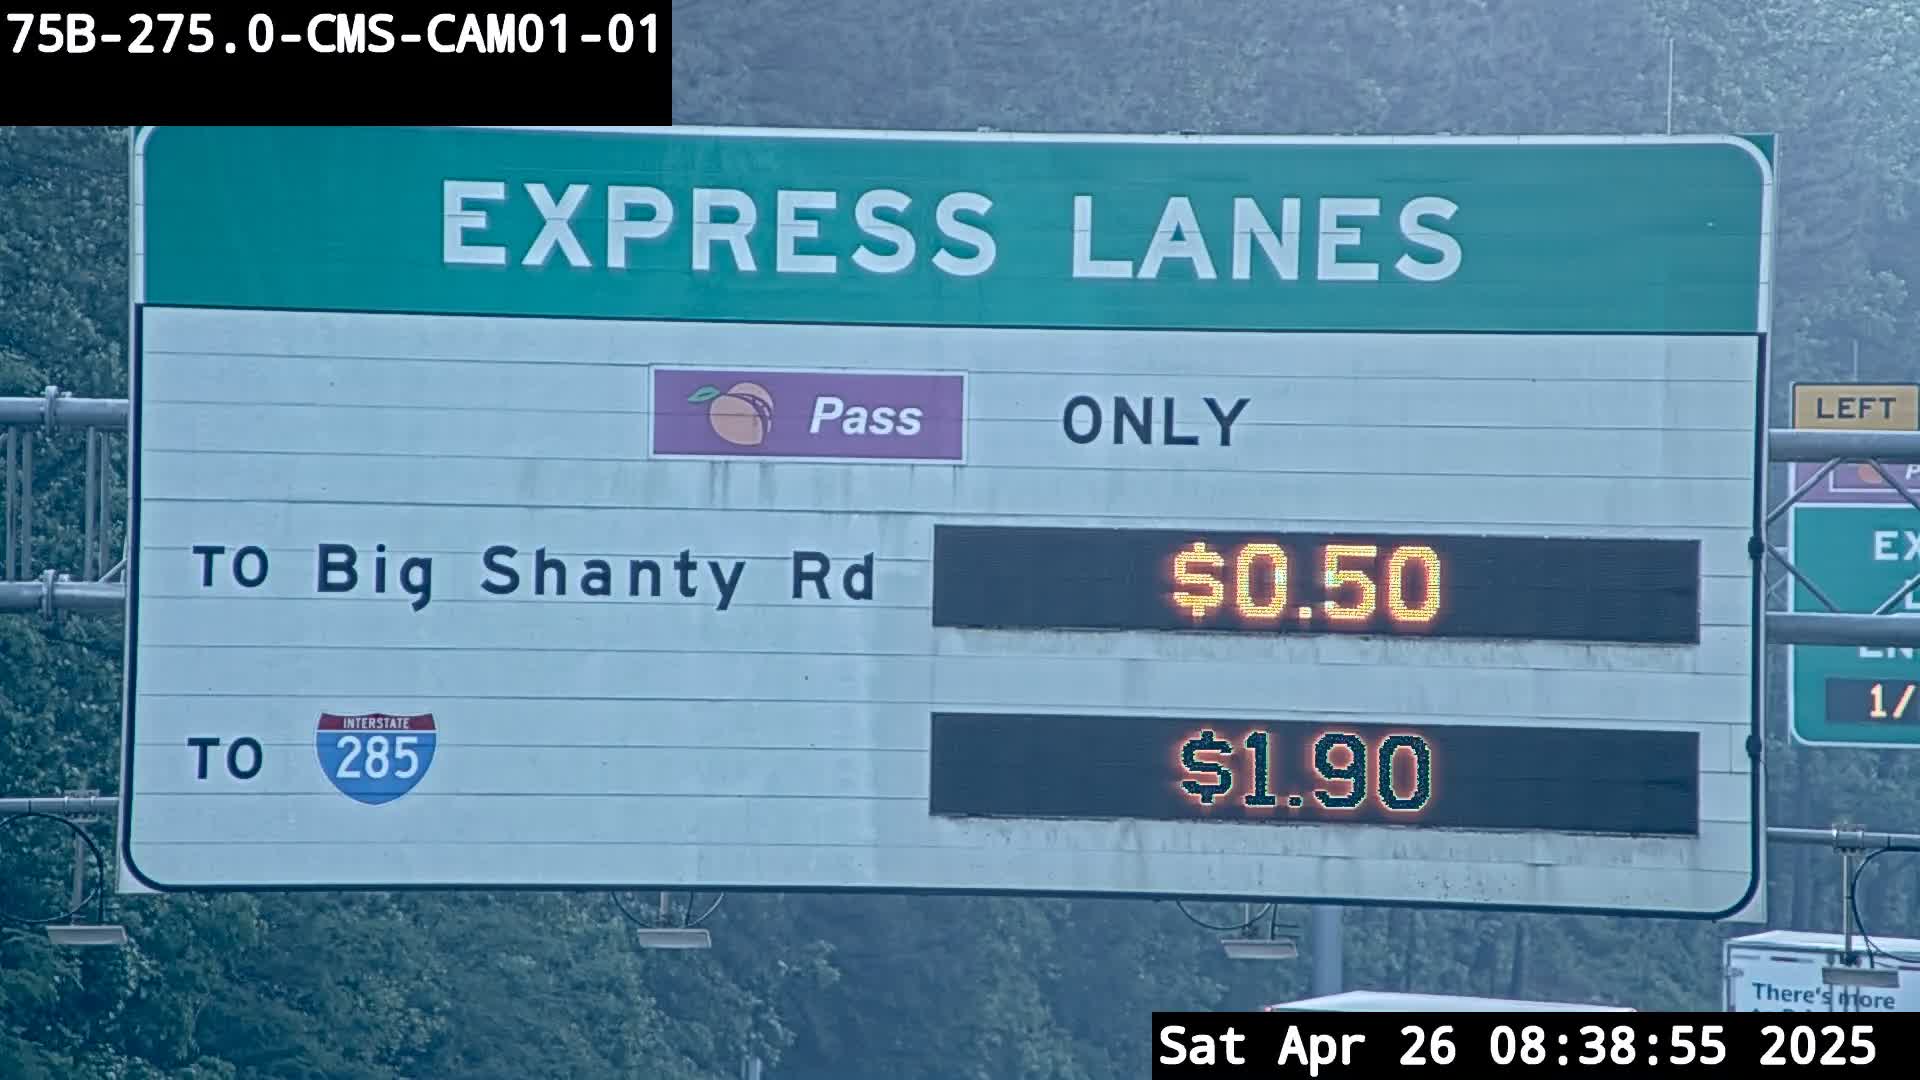 75B-275.0-CMS-CAM01-01
EXPRESS LANES
Pass ONLY
TO Big Shanty Rd $0.50
TO INTERSTATE 285 $1.90
LEFT
1/
There's more
Sat Apr 26 08:38:55 2025